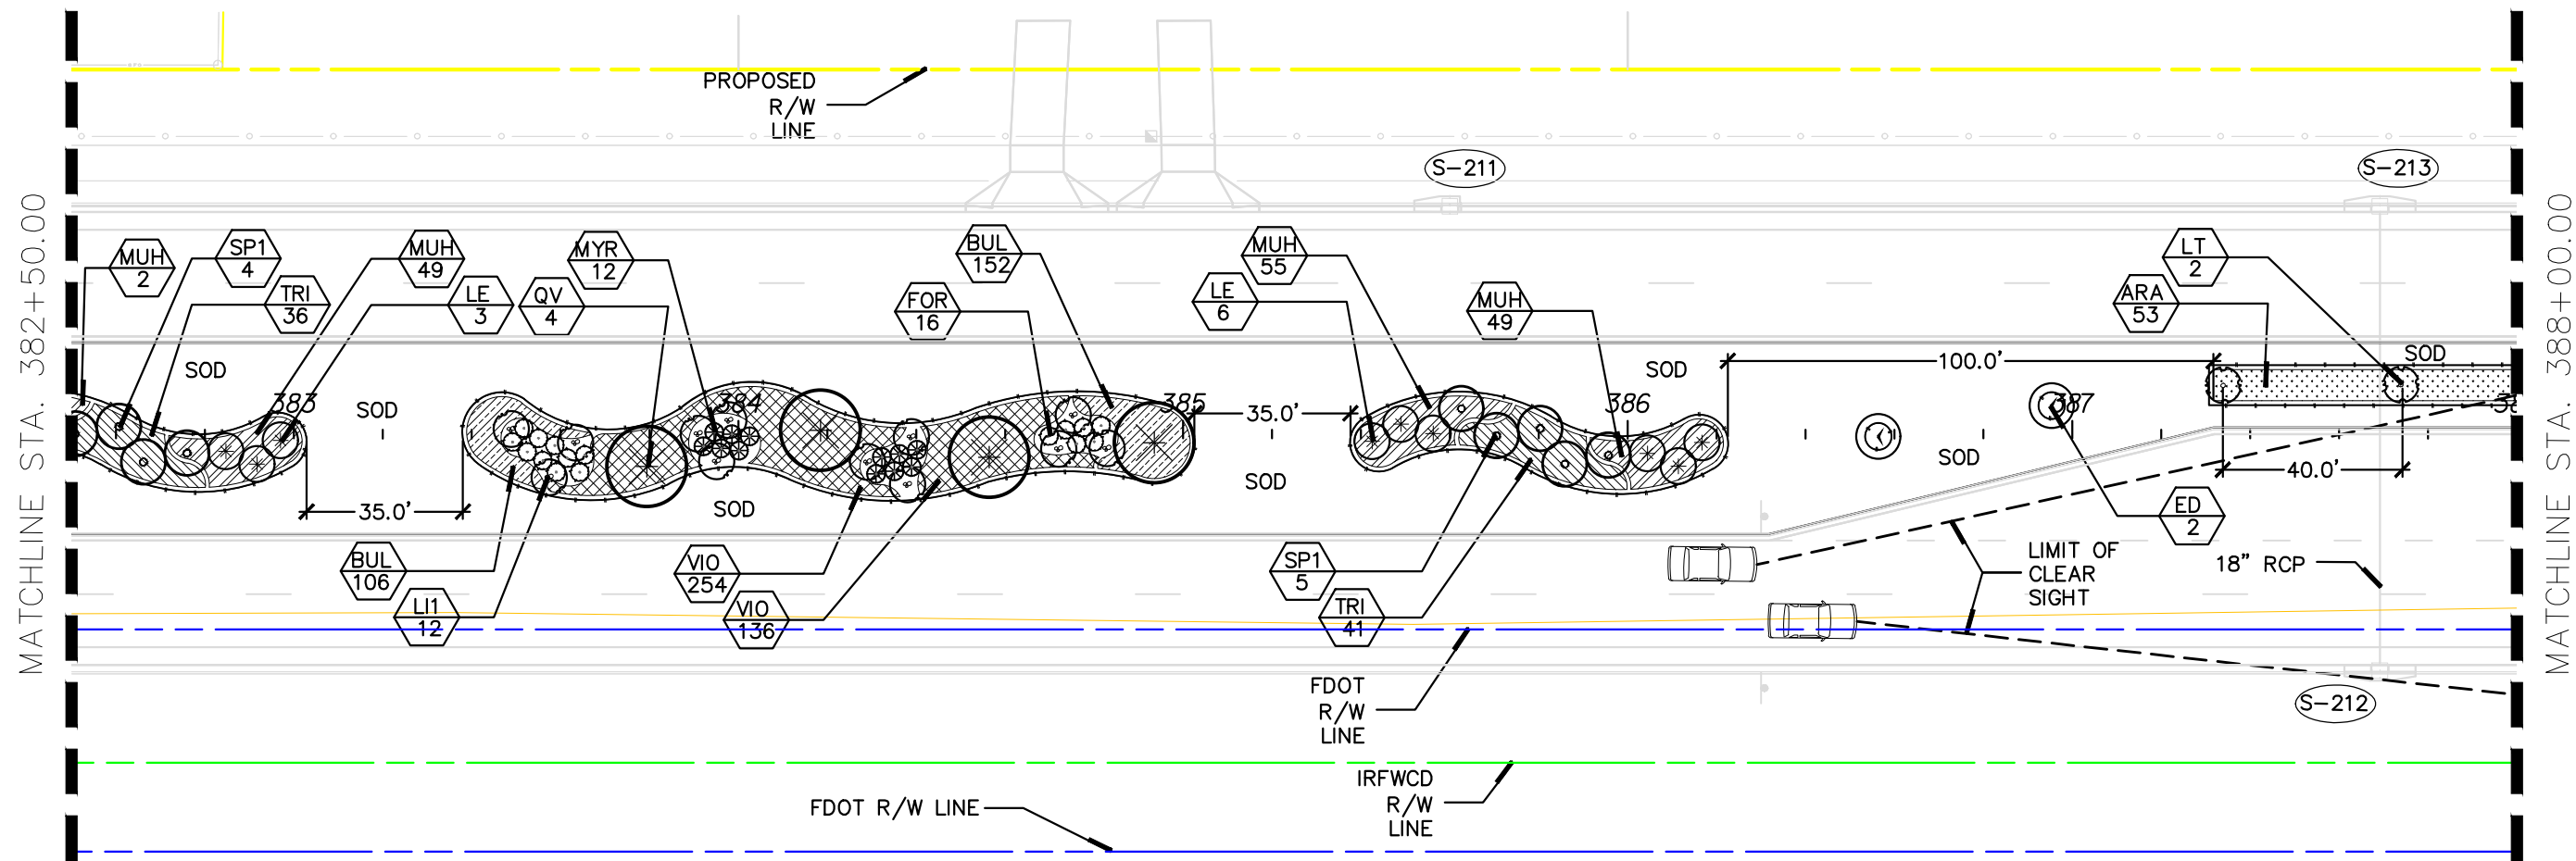 PROPOSED
R/W
LINE
S-211
S-213
MATCHLINE STA. 382+50.00
MATCHLINE STA. 388+00.00
MUH
2
SP1
4
TRI
36
MUH
49
LE
3
MYR
12
QV
4
BUL
152
FOR
16
MUH
55
LE
6
MUH
49
LT
2
ARA
53
SOD
SOD
SOD
100.0'
383
384
385
386
387
SOD
35.0'
SOD
SOD
SOD
40.0'
35.0'
ED
2
BUL
106
LI1
12
VIO
254
VIO
136
SP1
5
TRI
41
LIMIT OF
CLEAR
SIGHT
18" RCP
FDOT
R/W
LINE
S-212
IRFWCD
R/W
LINE
FDOT R/W LINE